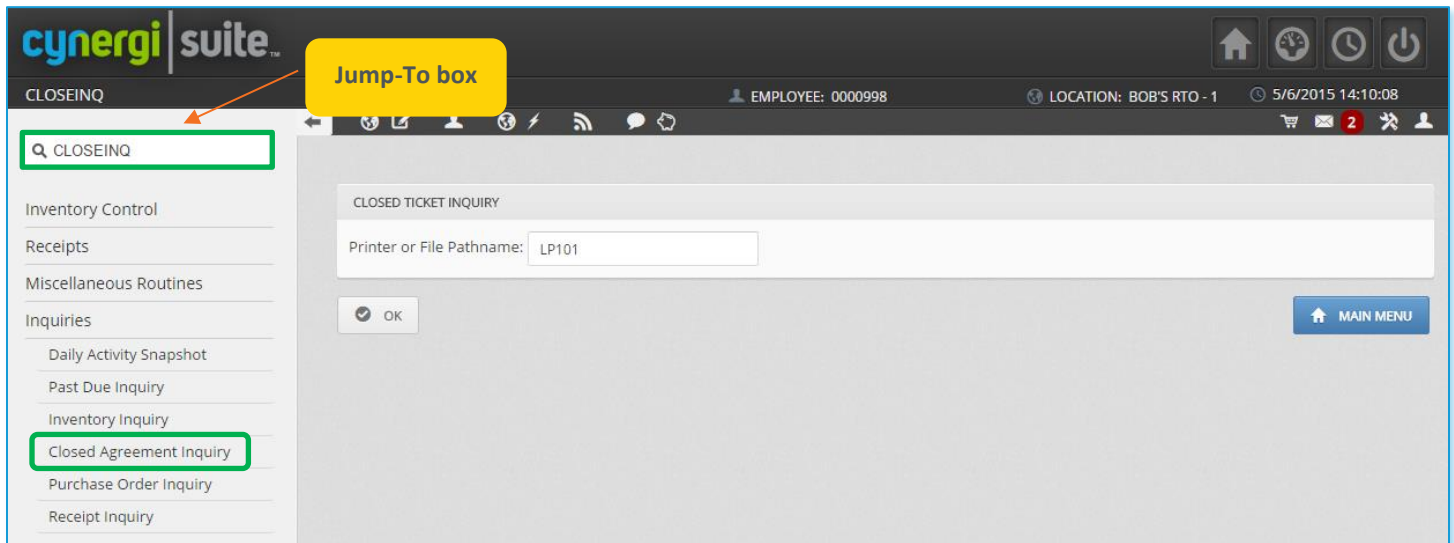 cynergi suite™
Jump-To box
CLOSEINQ
EMPLOYEE: 0000998
LOCATION: BOB'S RTO - 1
5/6/2015 14:10:08
2
CLOSEINQ
Inventory Control
Receipts
Miscellaneous Routines
Inquiries
Daily Activity Snapshot
Past Due Inquiry
Inventory Inquiry
Closed Agreement Inquiry
Purchase Order Inquiry
Receipt Inquiry
CLOSED TICKET INQUIRY
Printer or File Pathname: LP101
OK
MAIN MENU